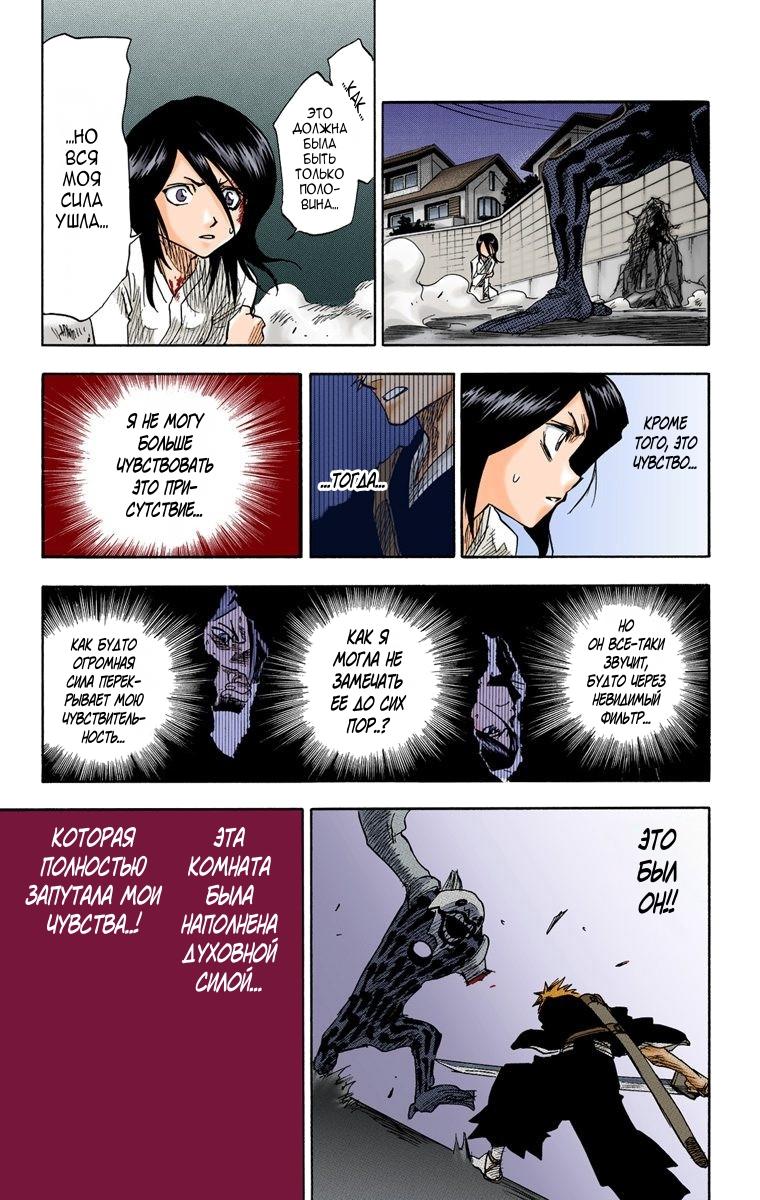 ...КАК...
ЭТО
ДОЛЖНА
БЫЛА
БЫТЬ
ТОЛЬКО
ПОЛО-
ВИНА...
...НО
ВСЯ
МОЯ
СИЛА
УШЛА...
КРОМЕ
ТОГО, ЭТО
ЧУВСТВО...
...ТОГДА...
Я НЕ МОГУ
БОЛЬШЕ
ЧУВСТВОВАТЬ
ЭТО ПРИ-
СУТСТВИЕ...
НО
ОН ВСЕ-ТАКИ
ЗВУЧИТ,
БУДТО ЧЕРЕЗ
НЕВИДИМЫЙ
ФИЛЬТР...
КАК Я
МОГЛА НЕ
ЗАМЕЧАТЬ
ЕЕ ДО СИХ
ПОР..?
КАК БУДТО
ОГРОМНАЯ
СИЛА ПЕРЕК-
РЫВАЕТ МОЮ
ЧУВСТВИТЕЛЬ-
НОСТЬ...
ЭТО
БЫЛ
ОН!!
ЭТА
КОМНАТА
БЫЛА
НАПОЛНЕНА
ДУХОВНОЙ
СИЛОЙ...
КОТОРАЯ
ПОЛНОСТЬЮ
ЗАПУТАЛА МОИ
ЧУВСТВА..!